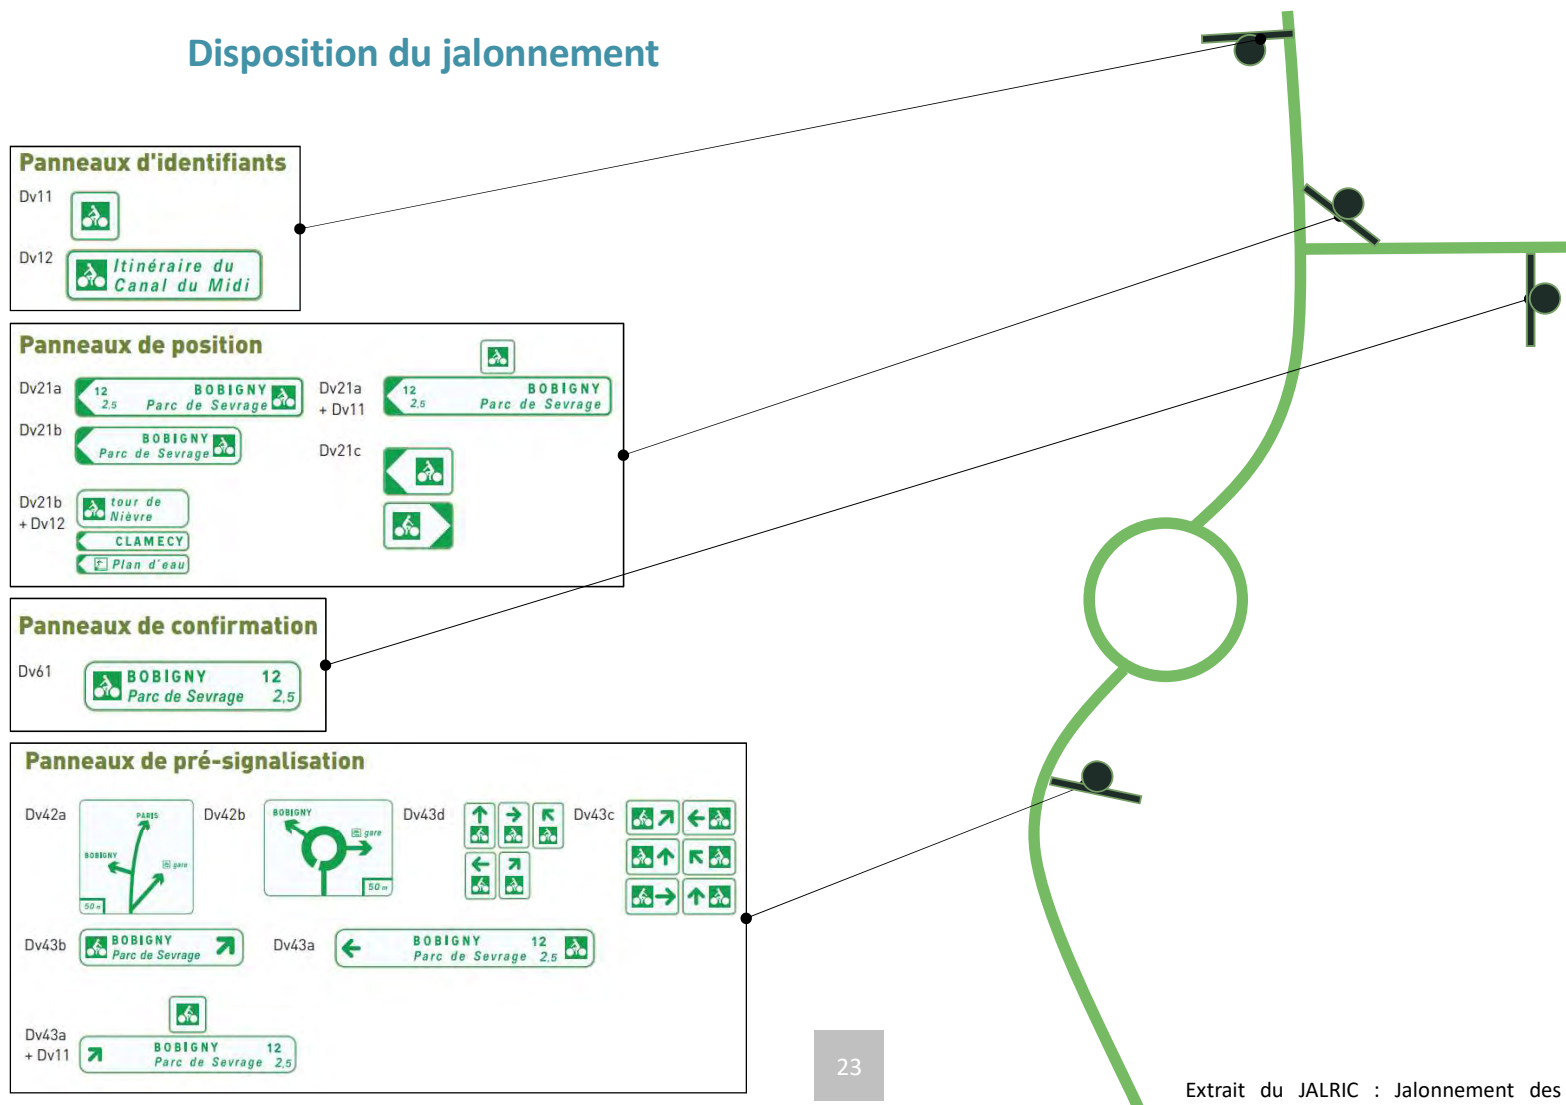 Disposition du jalonnement
Panneaux d'identifiants
Dv11
Dv12
Itinéraire du
Canal du Midi
Panneaux de position
Dv21a
12 BOBIGNY
2,5 Parc de Sevrage
Dv21a
+ Dv11
12 BOBIGNY
2,5 Parc de Sevrage
Dv21b
BOBIGNY
Parc de Sevrage
Dv21c
Dv21b
+ Dv12
tour de
Nièvre
CLAMECY
Plan d'eau
Panneaux de confirmation
Dv61
BOBIGNY 12
Parc de Sevrage 2,5
Panneaux de pré-signalisation
Dv42a
PARIS
BOBIGNY
gare
50 m
Dv42b
BOBIGNY
gare
50 m
Dv43d
Dv43c
Dv43b
BOBIGNY
Parc de Sevrage
Dv43a
BOBIGNY 12
Parc de Sevrage 2,5
Dv43a
+ Dv11
BOBIGNY 12
Parc de Sevrage 2,5
23
Extrait du JALRIC : Jalonnement des